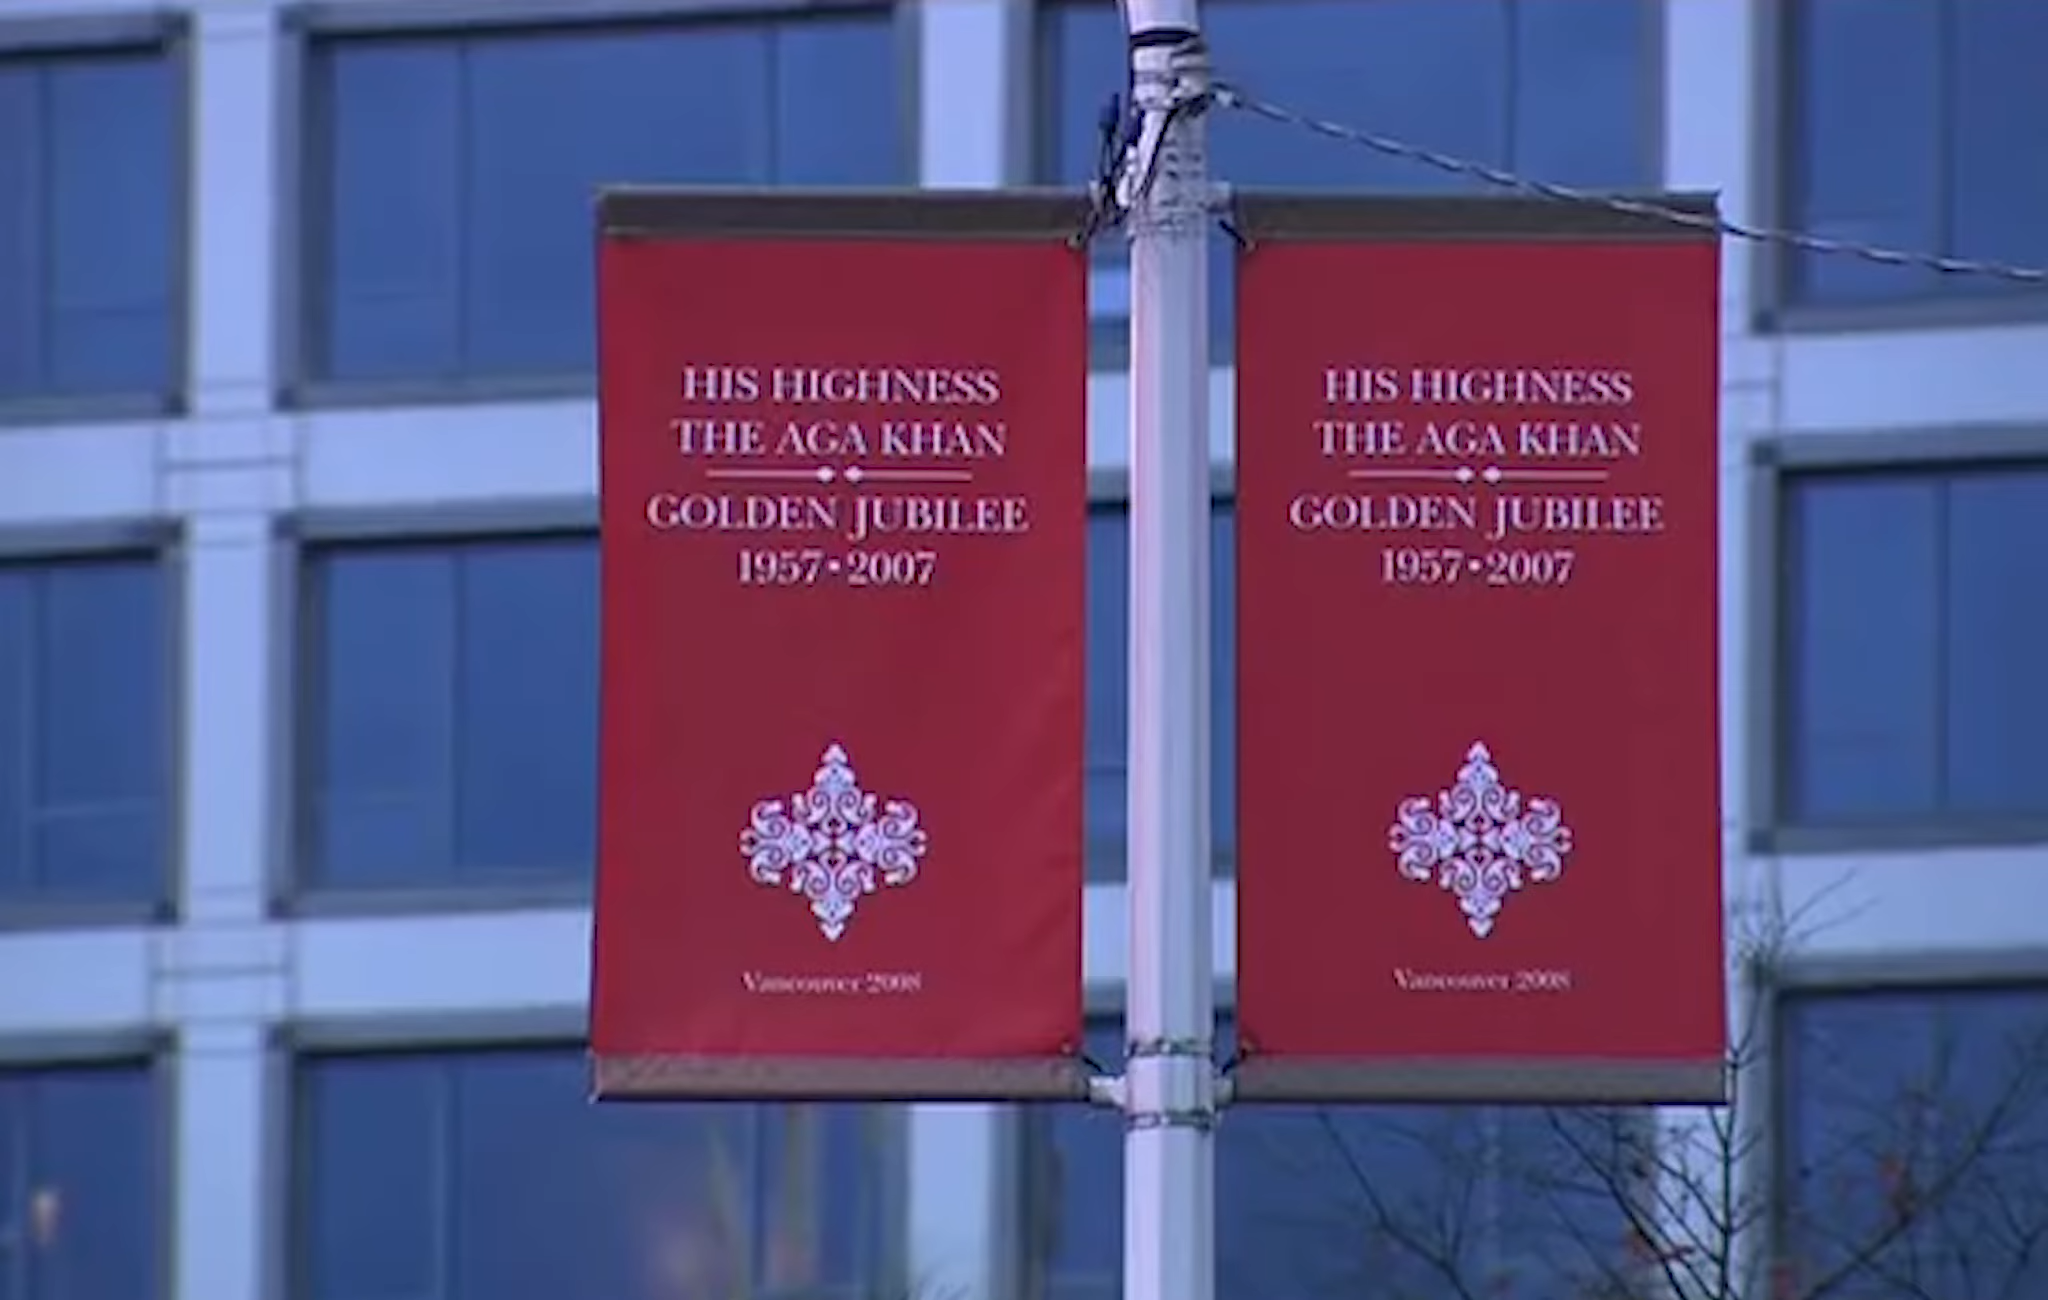 HIS HIGHNESS
THE AGA KHAN
GOLDEN JUBILEE
1957•2007
Vancouver 2008
HIS HIGHNESS
THE AGA KHAN
GOLDEN JUBILEE
1957•2007
Vancouver 2008